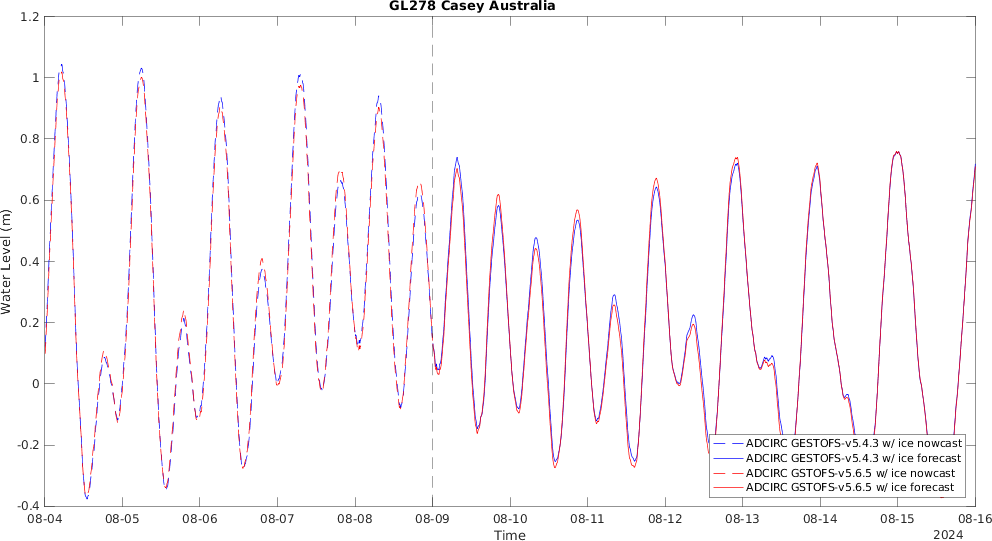 GL278 Casey Australia
1.2
1
0.8
0.6
0.4
0.2
0
-0.2
-0.4
Water Level (m)
ADCIRC GESTOFS-v5.4.3 w/ ice nowcast
ADCIRC GESTOFS-v5.4.3 w/ ice forecast
ADCIRC GSTOFS-v5.6.5 w/ ice nowcast
ADCIRC GSTOFS-v5.6.5 w/ ice forecast
08-04 08-05 08-06 08-07 08-08 08-09 08-10 08-11 08-12 08-13 08-14 08-15 08-16
Time
2024